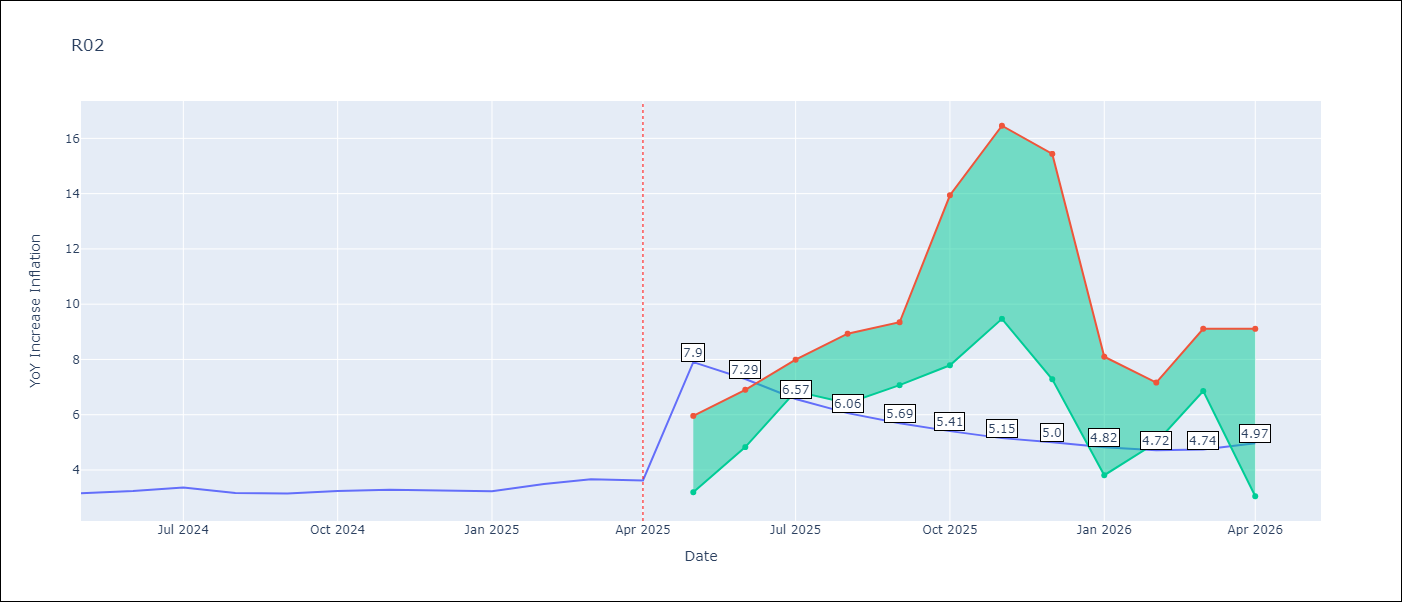 R02
YoY Increase Inflation
16
14
12
10
8
6
4
7.9
7.29
6.57
6.06
5.69
5.41
5.15
5.0
4.82
4.72
4.74
4.97
Jul 2024
Oct 2024
Jan 2025
Apr 2025
Jul 2025
Oct 2025
Jan 2026
Apr 2026
Date